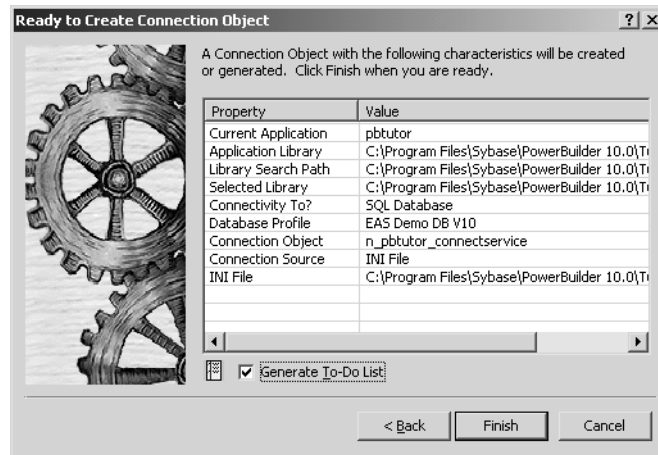 Ready to Create Connection Object
A Connection Object with the following characteristics will be created
or generated. Click Finish when you are ready.
Property Value
Current Application pbtutor
Application Library C:\Program Files\Sybase\PowerBuilder 10.0\Tu
Library Search Path C:\Program Files\Sybase\PowerBuilder 10.0\Tu
Selected Library C:\Program Files\Sybase\PowerBuilder 10.0\Tu
Connectivity To? SQL Database
Database Profile EAS Demo DB V10
Connection Object n_pbtutor_connectservice
Connection Source INI File
INI File C:\Program Files\Sybase\PowerBuilder 10.0\Tu
Generate To-Do List
< Back Finish Cancel